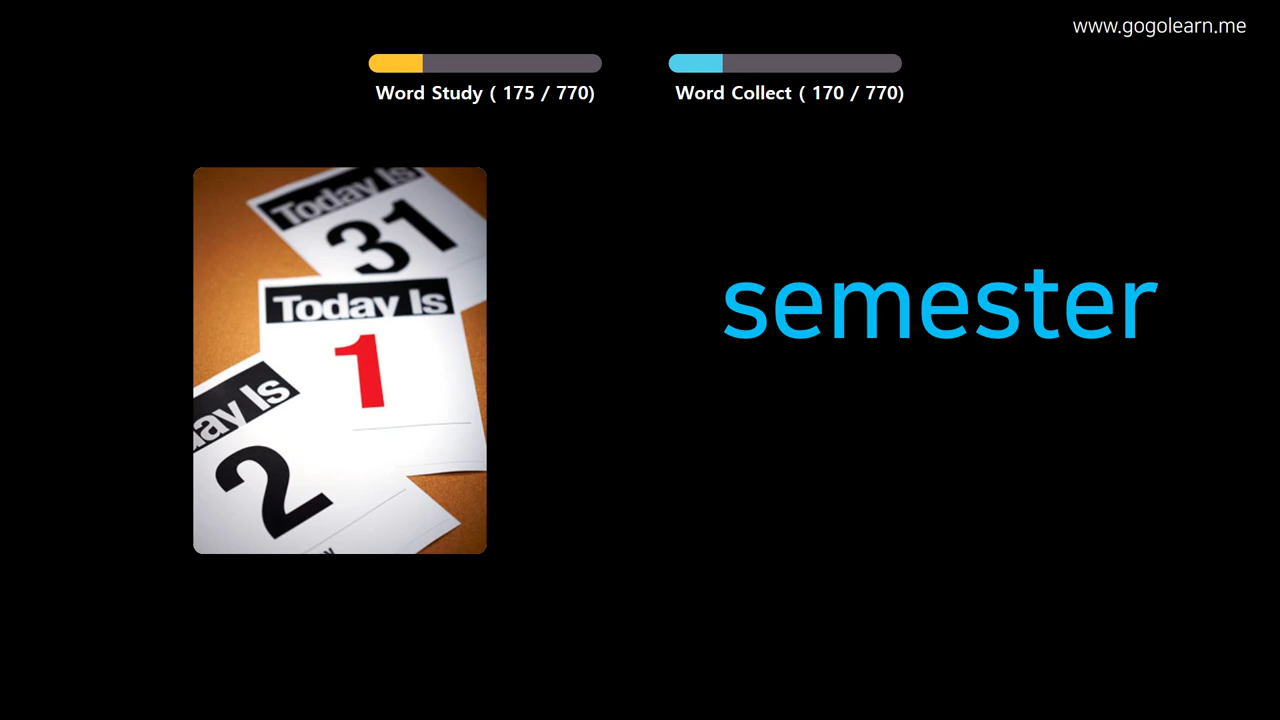 www.gogolearn.me
Word Study ( 175 / 770)
Word Collect ( 170 / 770)
Today Is
31
Today Is
1
ay Is
2
semester